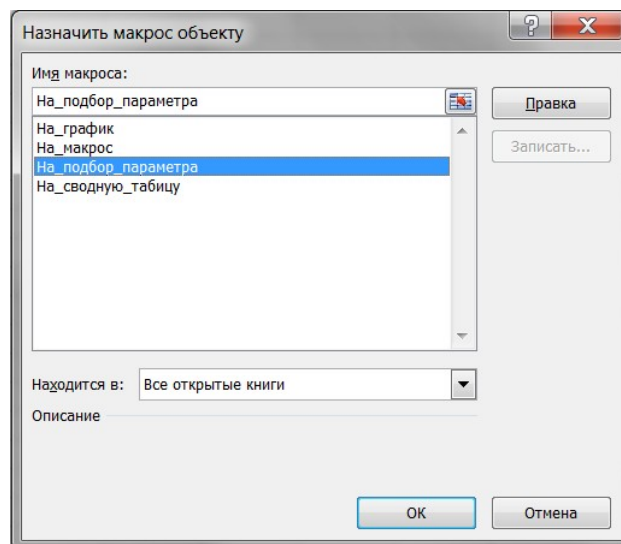 Назначить макрос объекту
Имя макроса:
На_подбор_параметра
Правка
На_график
На_макрос
На_подбор_параметра
На_сводную_табицу
Записать...
Находится в:
Все открытые книги
Описание
ОК
Отмена